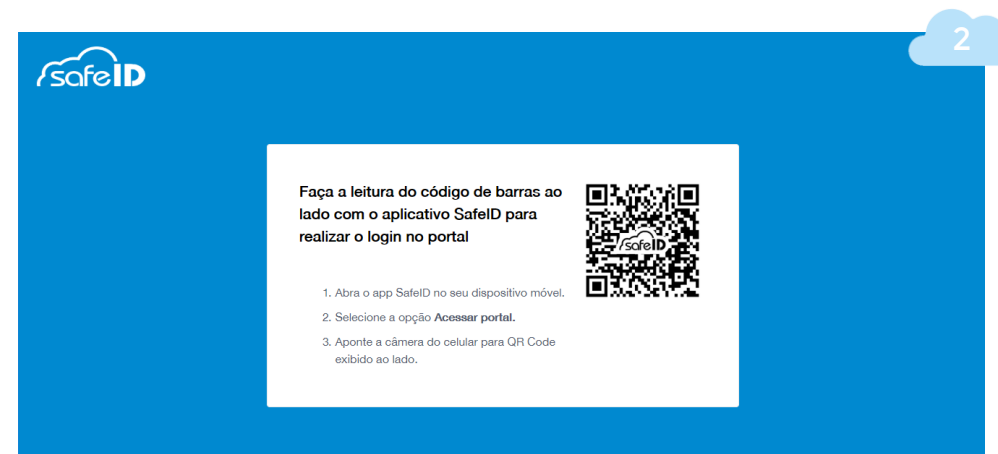 2
safeID
Faça a leitura do código de barras ao
lado com o aplicativo SafeID para
realizar o login no portal
safeID
1. Abra o app SafeID no seu dispositivo móvel.
2. Selecione a opção Acessar portal.
3. Aponte a câmera do celular para QR Code
exibido ao lado.